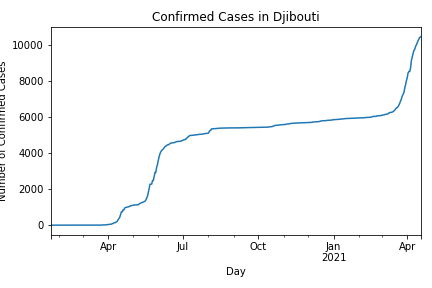 Confirmed Cases in Djibouti
Number of Confirmed Cases
10000
8000
6000
4000
2000
0
Apr
Jul
Oct
Jan
2021
Apr
Day